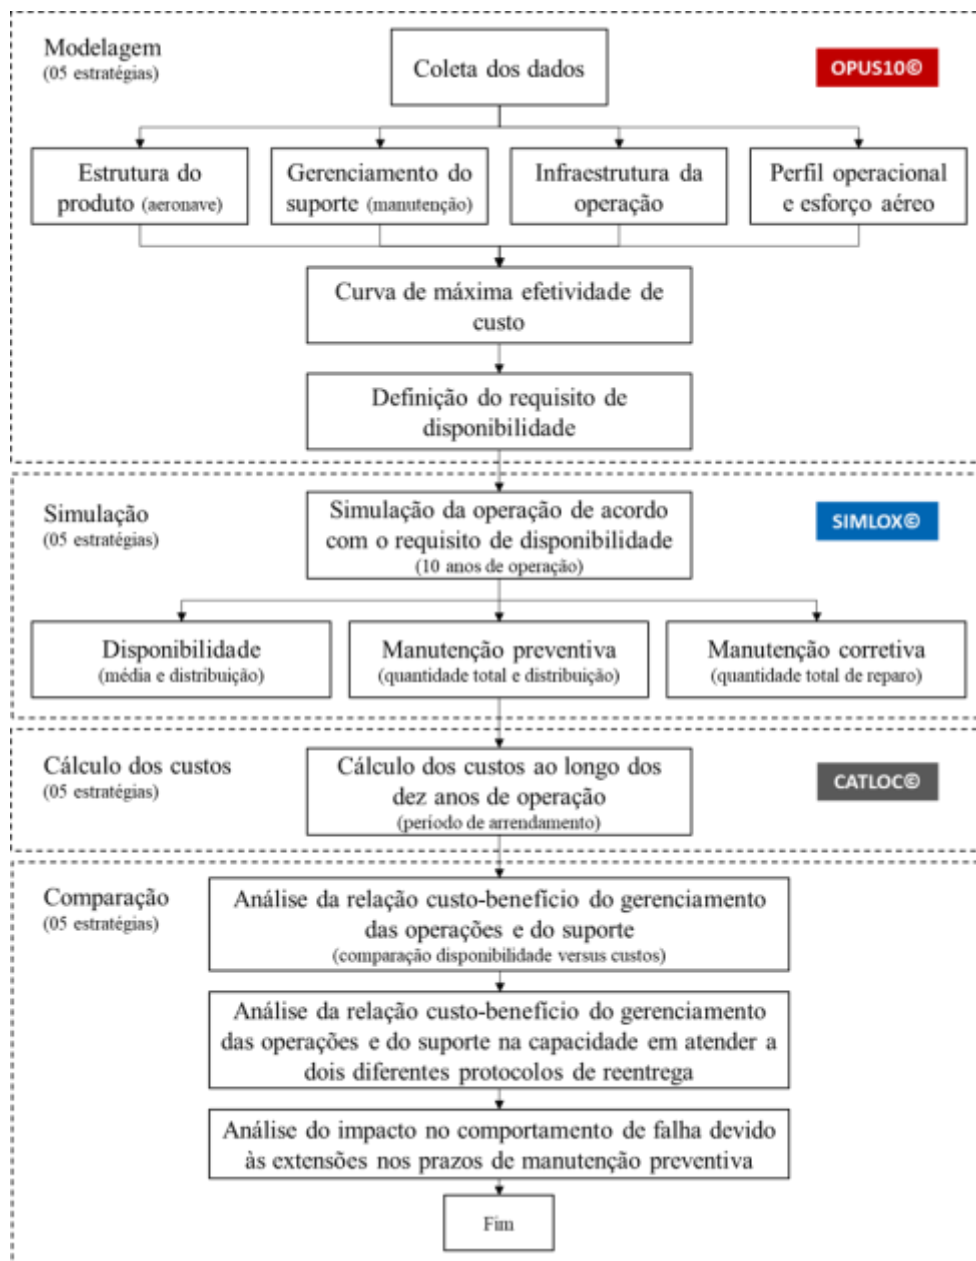 Modelagem
(05 estratégias)
Coleta dos dados
OPUS10©
Estrutura do
produto (aeronave)
Gerenciamento do
suporte (manutenção)
Infraestrutura da
operação
Perfil operacional
e esforço aéreo
Curva de máxima efetividade de
custo
Definição do requisito de
disponibilidade
Simulação
(05 estratégias)
Simulação da operação de acordo
com o requisito de disponibilidade
(10 anos de operação)
SIMLOX©
Disponibilidade
(média e distribuição)
Manutenção preventiva
(quantidade total e distribuição)
Manutenção corretiva
(quantidade total de reparo)
Cálculo dos custos
(05 estratégias)
Cálculo dos custos ao longo dos
dez anos de operação
(período de arrendamento)
CATLOC©
Comparação
(05 estratégias)
Análise da relação custo-benefício do gerenciamento
das operações e do suporte
(comparação disponibilidade versus custos)
Análise da relação custo-benefício do gerenciamento
das operações e do suporte na capacidade em atender a
dois diferentes protocolos de reentrega
Análise do impacto no comportamento de falha devido
às extensões nos prazos de manutenção preventiva
Fim